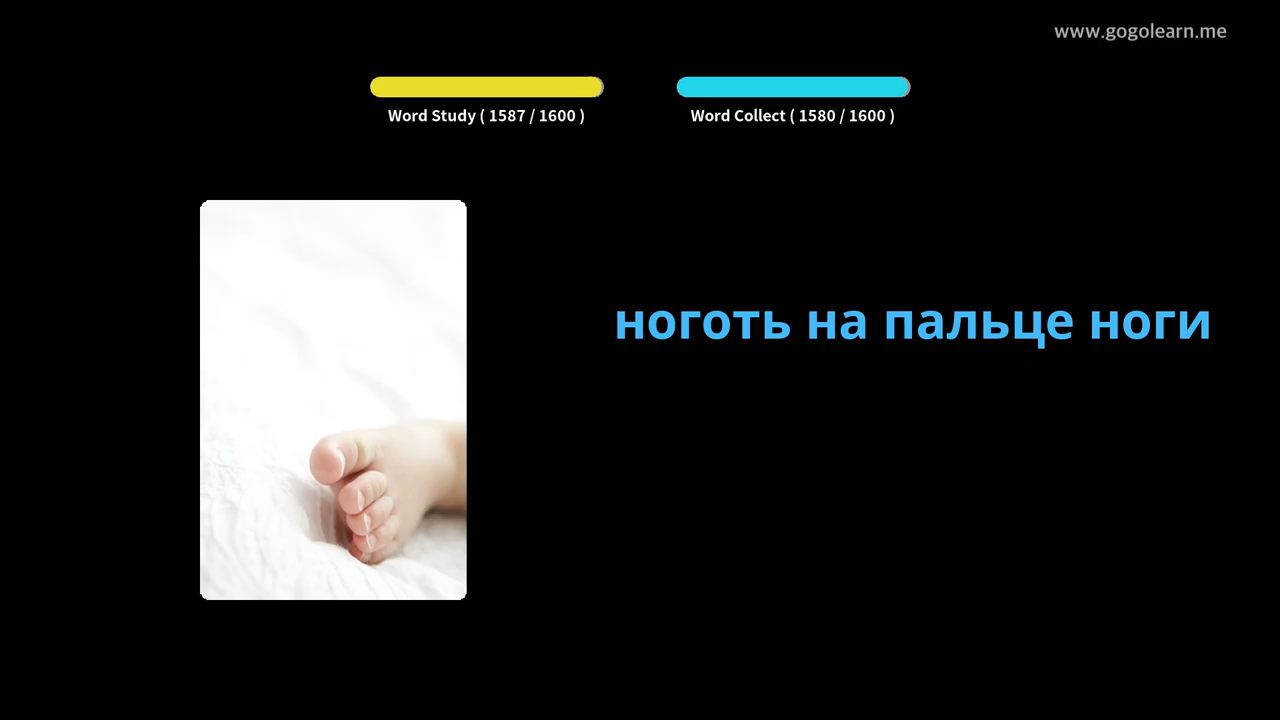 www.gogolearn.me
Word Study ( 1587 / 1600 )
Word Collect ( 1580 / 1600 )
ноготь на пальце ноги